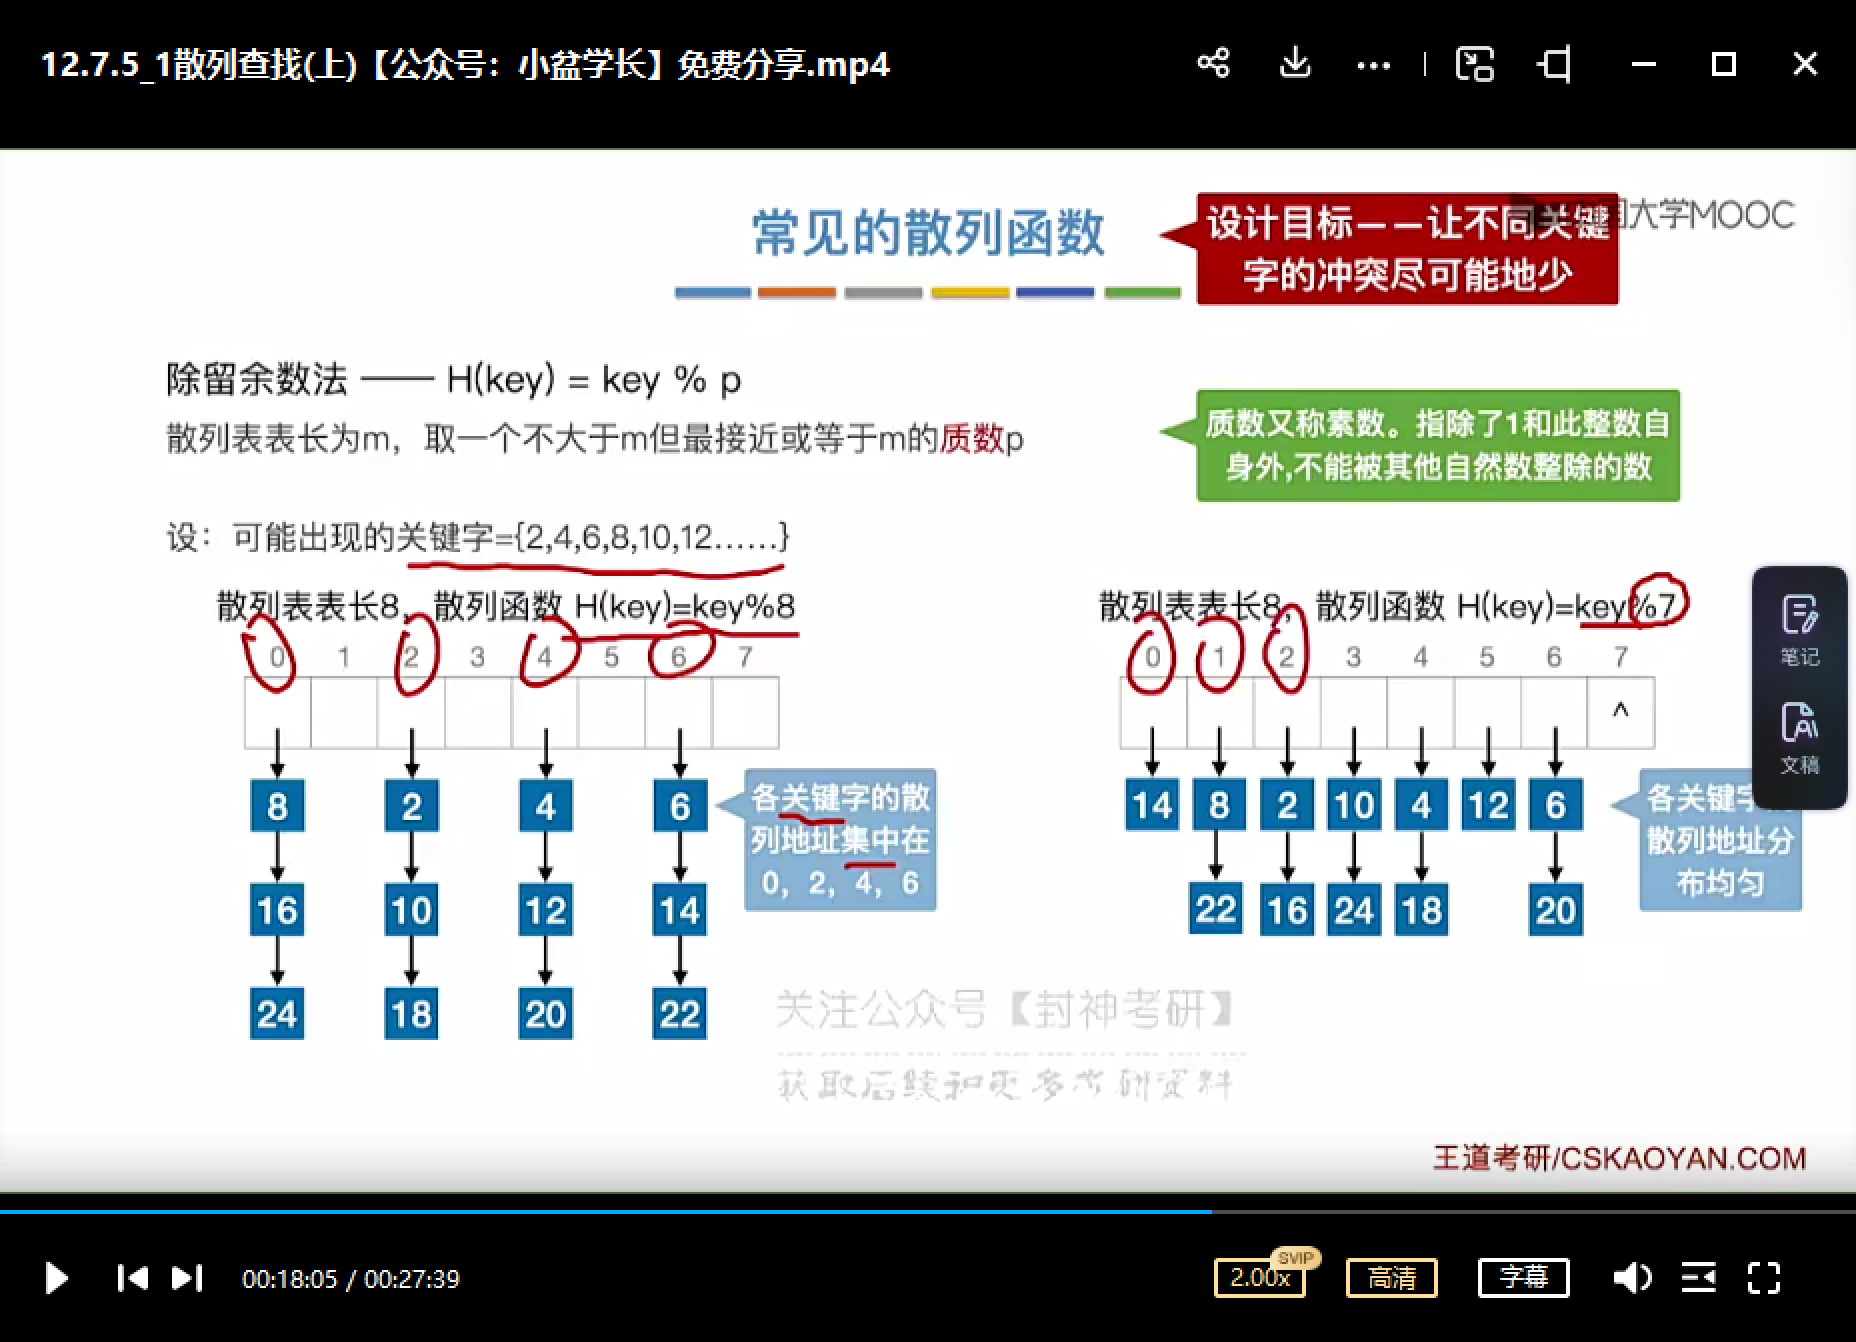 12.7.5_1散列查找(上)【公众号：小盆学长】免费分享.mp4
常见的散列函数
设计目标——让不同关键
字的冲突尽可能地少
中国大学MOOC
除留余数法 —— H(key) = key % p
散列表表长为m，取一个不大于m但最接近或等于m的质数p
质数又称素数。指除了1和此整数自
身外,不能被其他自然数整除的数
设：可能出现的关键字={2,4,6,8,10,12……}
散列表表长8，散列函数 H(key)=key%8
0 1 2 3 4 5 6 7
8 2 4 6
16 10 12 14
24 18 20 22
各关键字的散
列地址集中在
0，2，4，6
散列表表长8，散列函数 H(key)=key%7
0 1 2 3 4 5 6 7
^
14 8 2 10 4 12 6
22 16 24 18 20
各关键字
散列地址分
布均匀
笔记
文稿
关注公众号【封神考研】
获取后续和更多考研资料
王道考研/CSKAOYAN.COM
00:18:05 / 00:27:39
2.00x
SVIP
高清
字幕